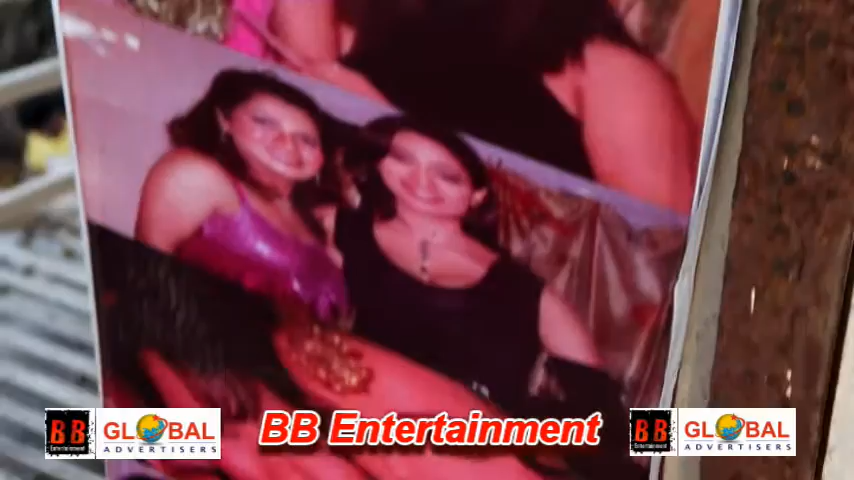 BB
Entertainment
GLOBAL
ADVERTISERS
BB Entertainment
BB
Entertainment
GLOBAL
ADVERTISERS